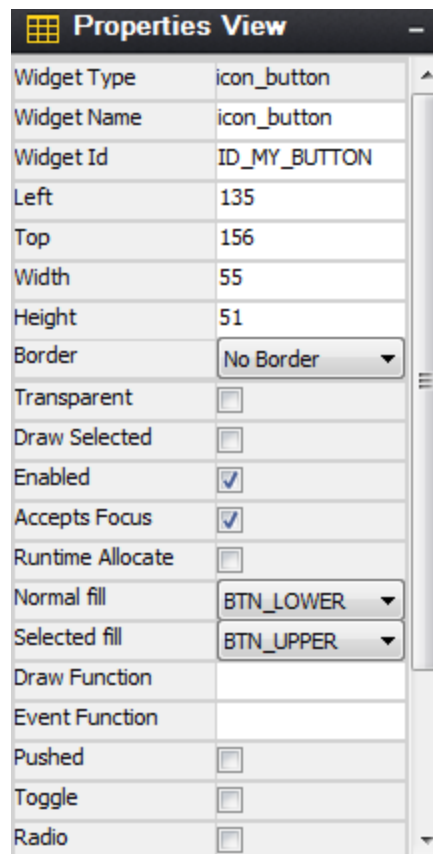 Properties View
Widget Type icon_button
Widget Name icon_button
Widget Id ID_MY_BUTTON
Left 135
Top 156
Width 55
Height 51
Border No Border
Transparent
Draw Selected
Enabled
Accepts Focus
Runtime Allocate
Normal fill BTN_LOWER
Selected fill BTN_UPPER
Draw Function
Event Function
Pushed
Toggle
Radio